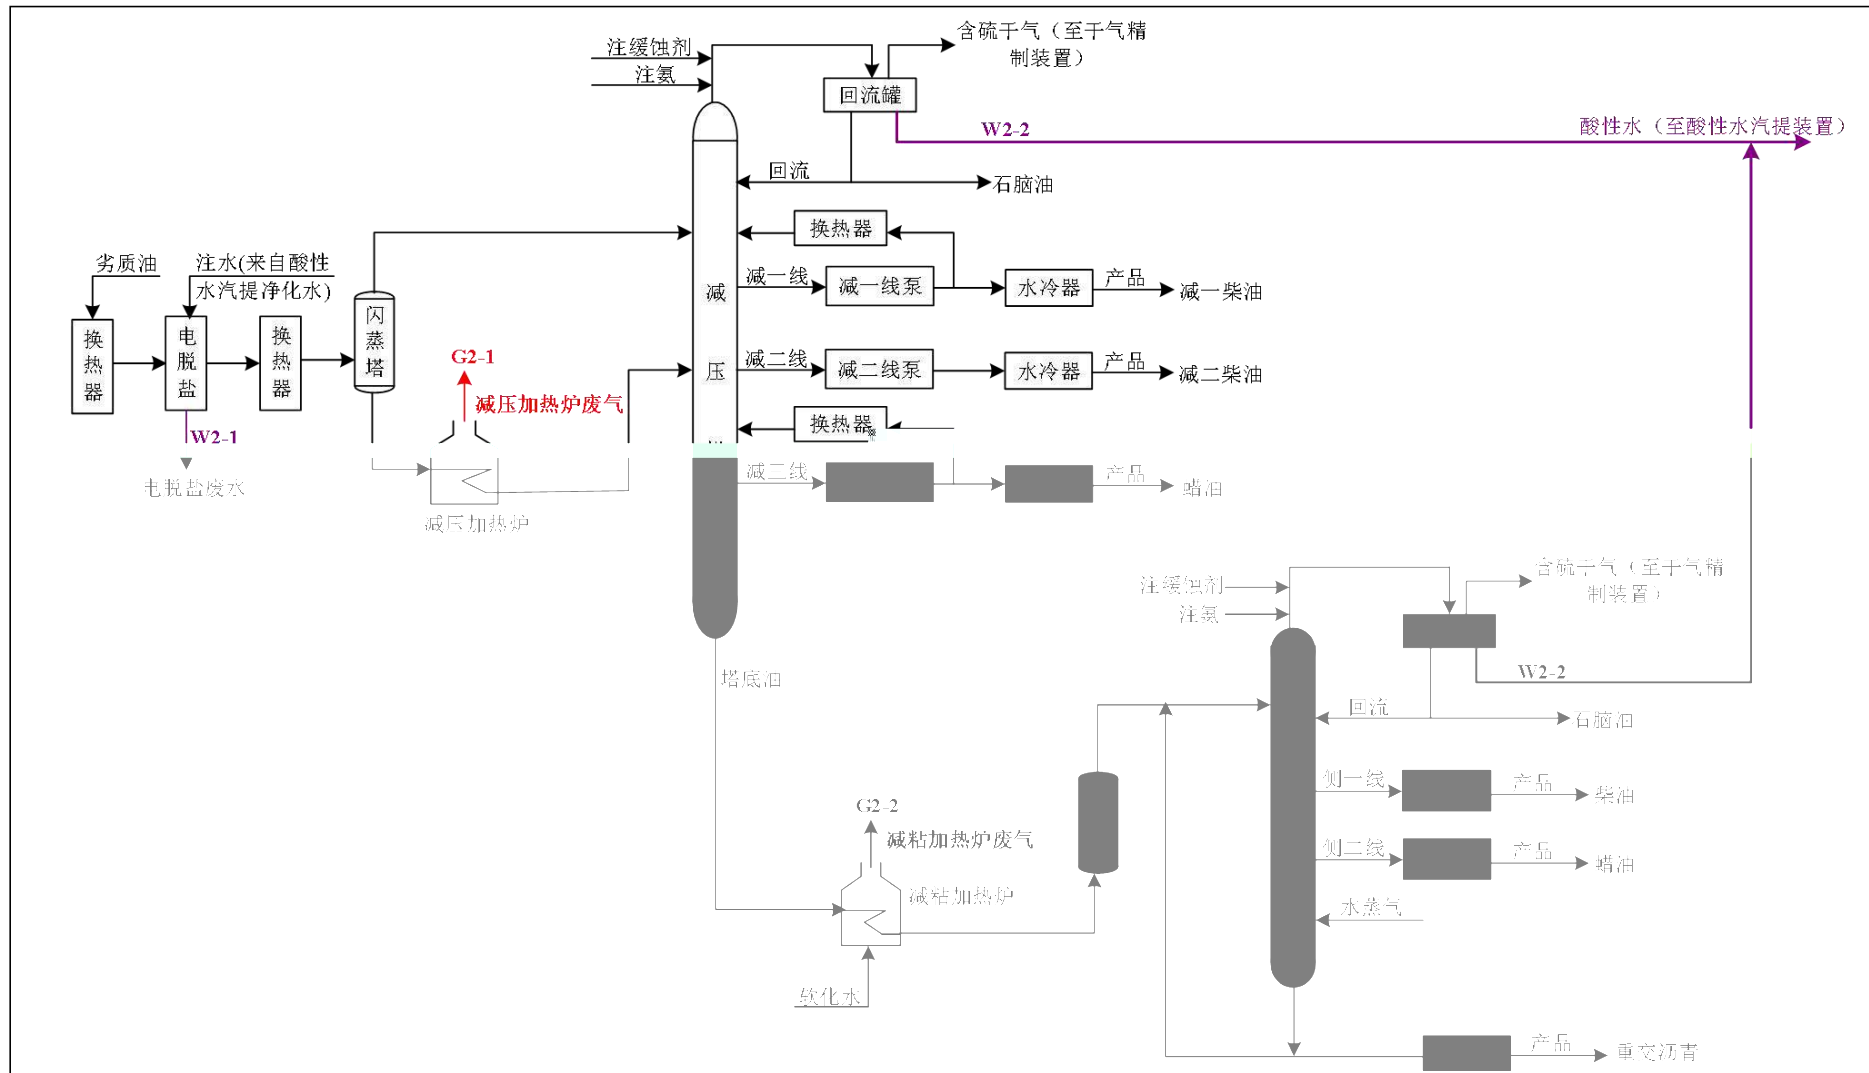 注缓蚀剂
注氨
含硫干气（至干气精
制装置）
回流罐
W2-2
酸性水（至酸性水汽提装置）
回流
石脑油
换热器
劣质油
注水(来自酸性
水汽提净化水)
减一线
减一线泵
水冷器
产品
减一柴油
换热器
电脱盐
换热器
闪蒸塔
减压
G2-1
减压加热炉废气
减二线
减二线泵
水冷器
产品
减二柴油
换热器
W2-1
电脱盐废水
减压加热炉
减三线
产品
蜡油
注缓蚀剂
注氨
含硫干气（至干气精
制装置）
塔底油
W2-2
回流
石脑油
侧一线
产品
柴油
G2-2
减粘加热炉废气
侧二线
产品
蜡油
减粘加热炉
水蒸气
软化水
产品
重交沥青